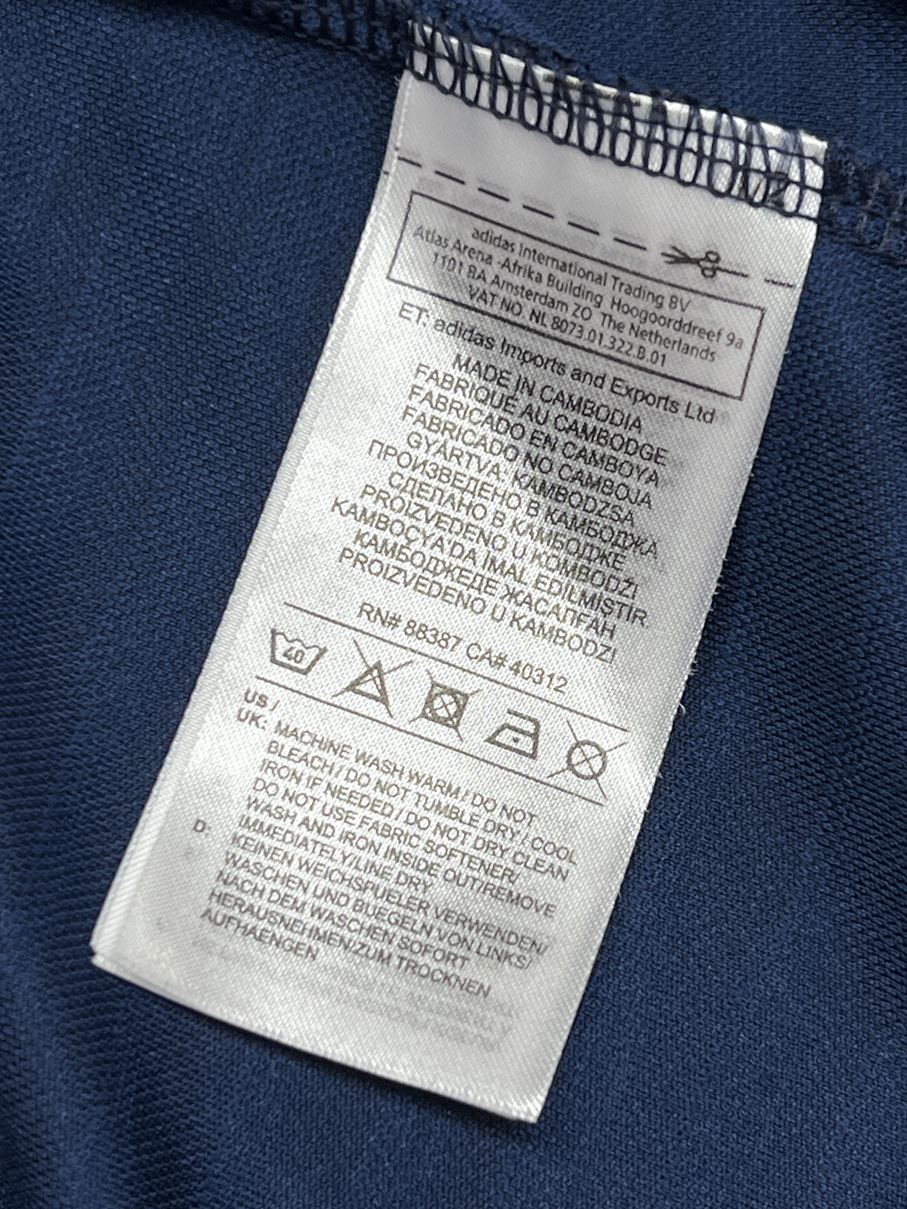 adidas International Trading BV
Atlas Arena -Afrika Building Hoogoorddreef 9a
1101 BA Amsterdam ZO The Netherlands
VAT NO. NL 8073.01.322.B.01
ET: adidas Imports and Exports Ltd
MADE IN CAMBODIA
FABRIQUÉ AU CAMBODGE
FABRICADO EN CAMBOYA
FABRICADO NO CAMBOJA
GYÁRTVA: KAMBODZSA
ПРОИЗВЕДЕНО В КАМБОДЖА
СДЕЛАНО В КАМБОДЖЕ
PROIZVEDENO U KOMBODŽI
KAMBOÇYA'DA İMAL EDİLMİŞTİR
КАМБОДЖЕДЕ ЖАСАЛҒАН
PROIZVEDENO U KAMBODŽI
RN# 88387 CA# 40312
40
US /
UK: MACHINE WASH WARM / DO NOT
BLEACH / DO NOT TUMBLE DRY / COOL
IRON IF NEEDED / DO NOT DRY CLEAN
DO NOT USE FABRIC SOFTENER/
WASH AND IRON INSIDE OUT/REMOVE
IMMEDIATELY/LINE DRY
D- KEINEN WEICHSPUELER VERWENDEN/
WASCHEN UND BUEGELN VON LINKS/
NACH DEM WASCHEN SOFORT
HERAUSNEHMEN/ZUM TROCKNEN
AUFHAENGEN